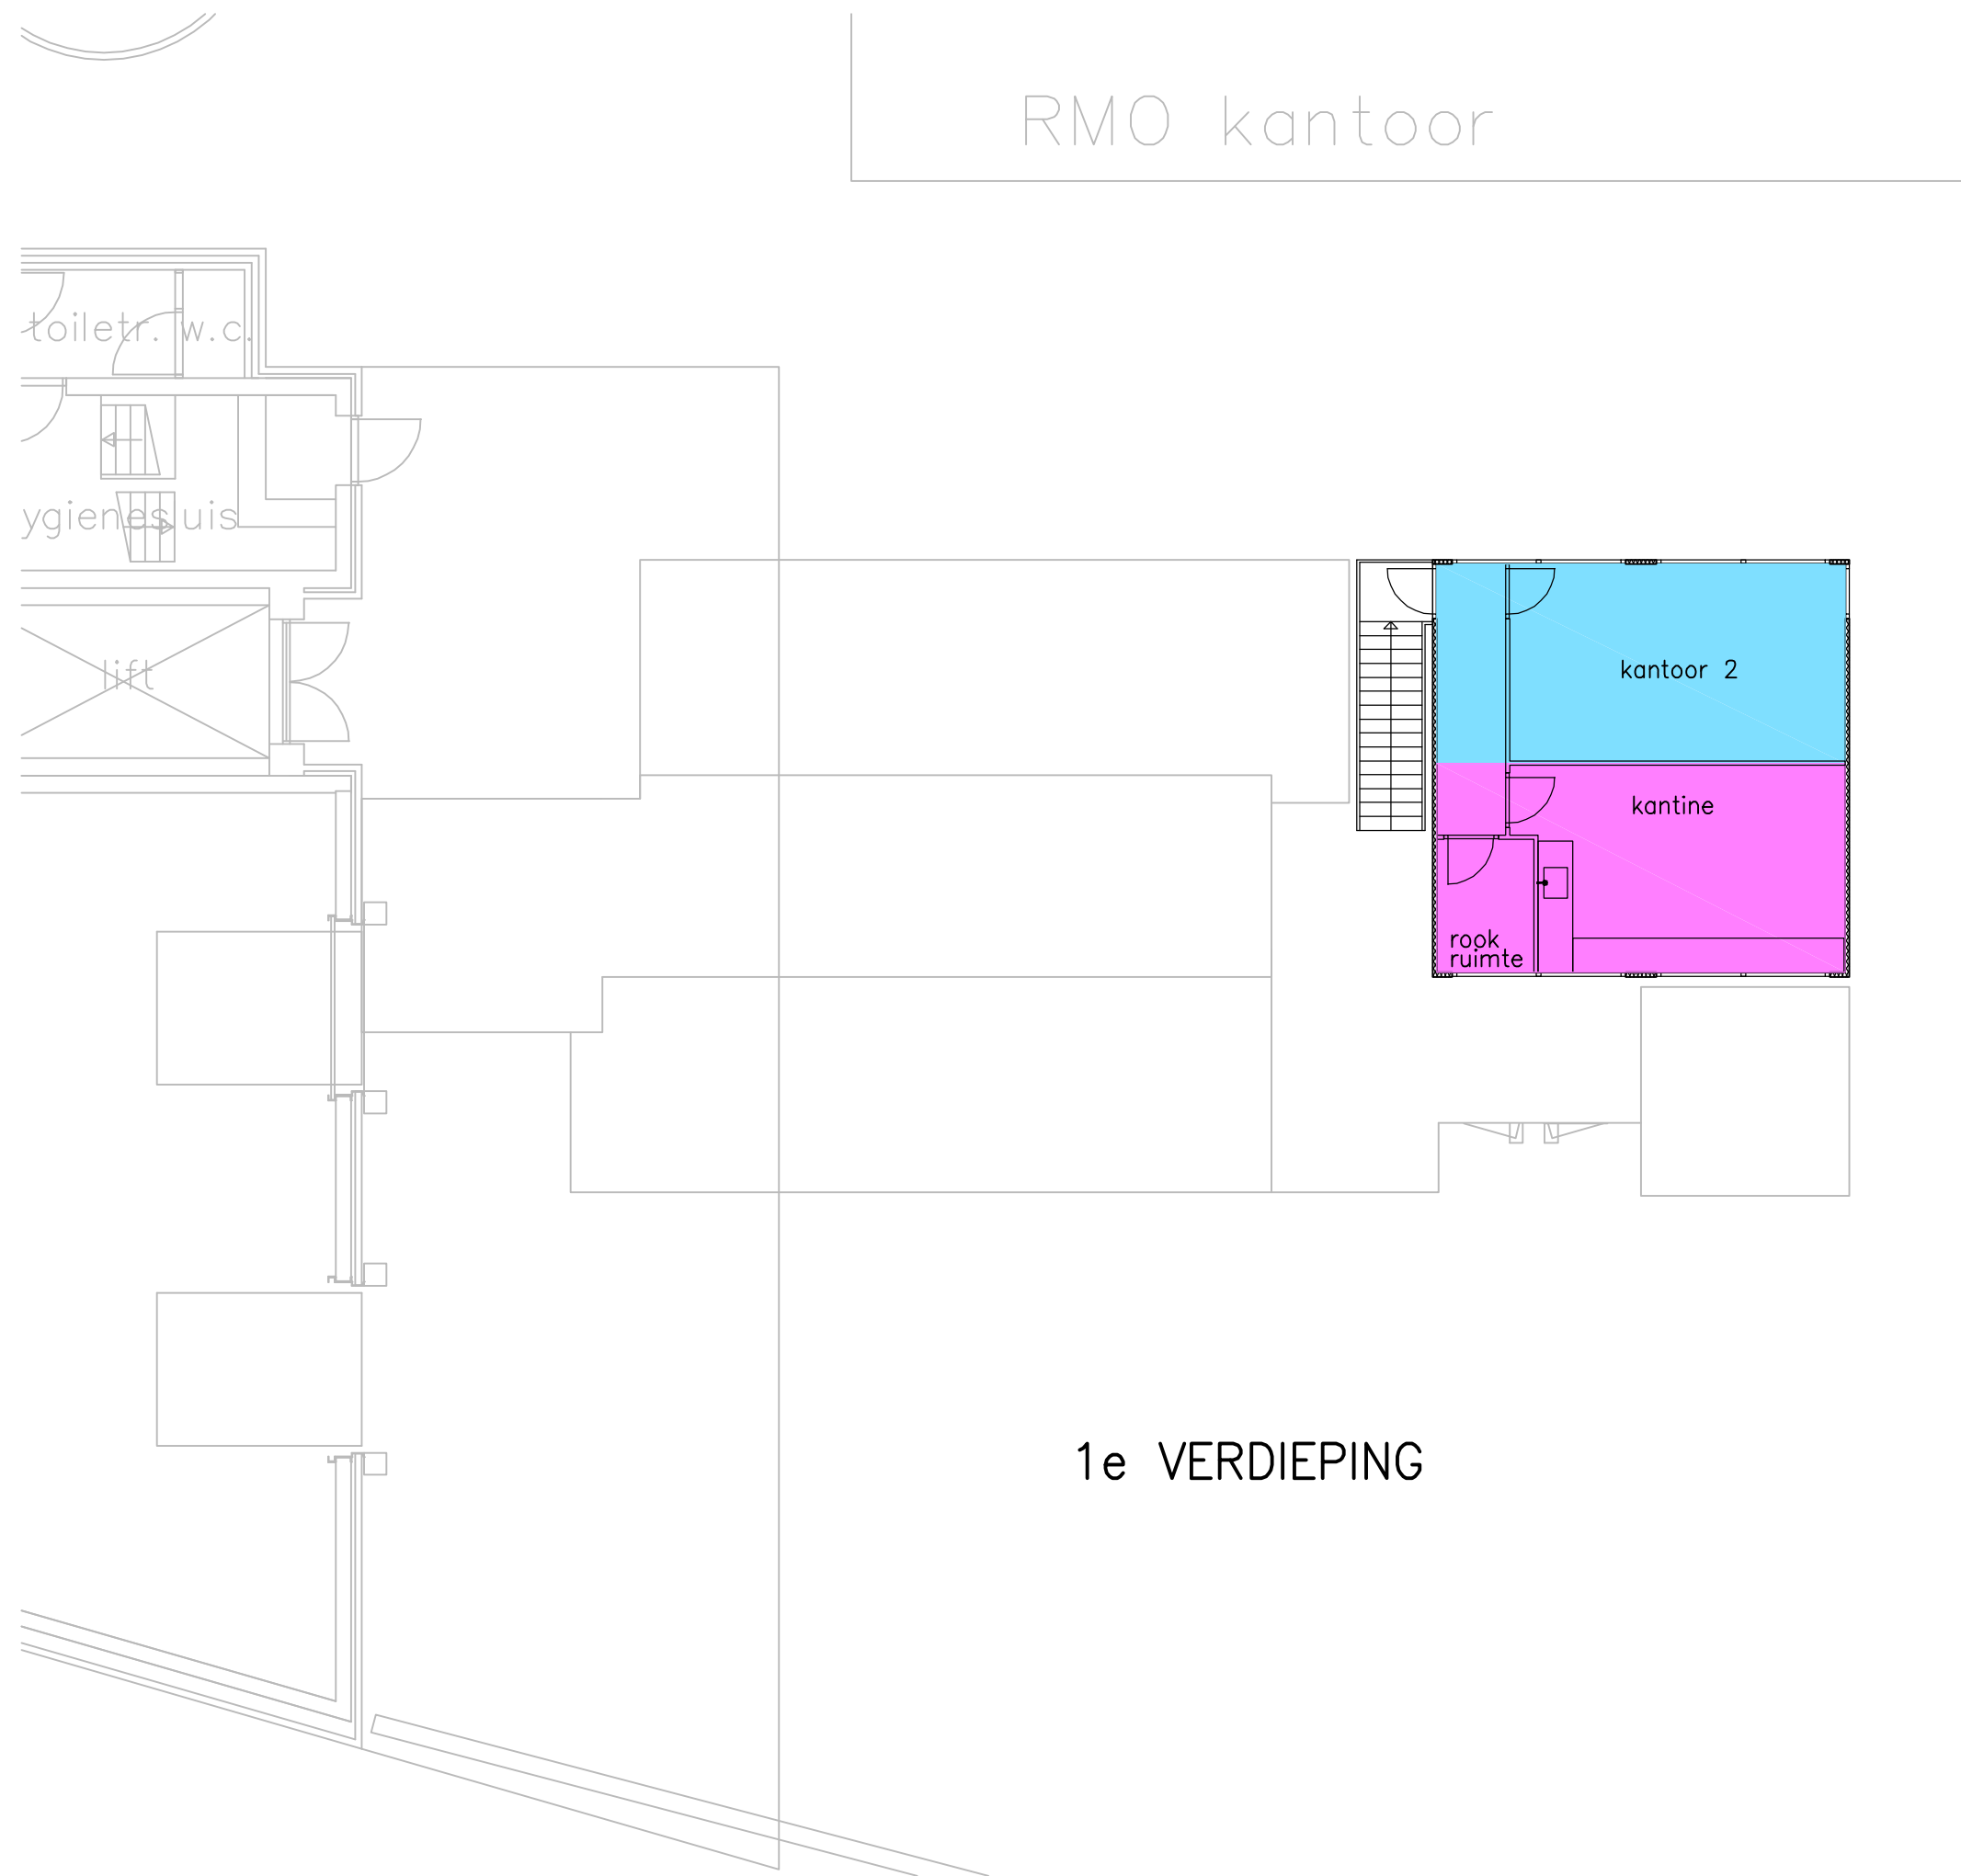 RMO kantoor
toiletr. w.c.
ygienesluis
lift
kantoor 2
kantine
rook
ruimte
1e VERDIEPING